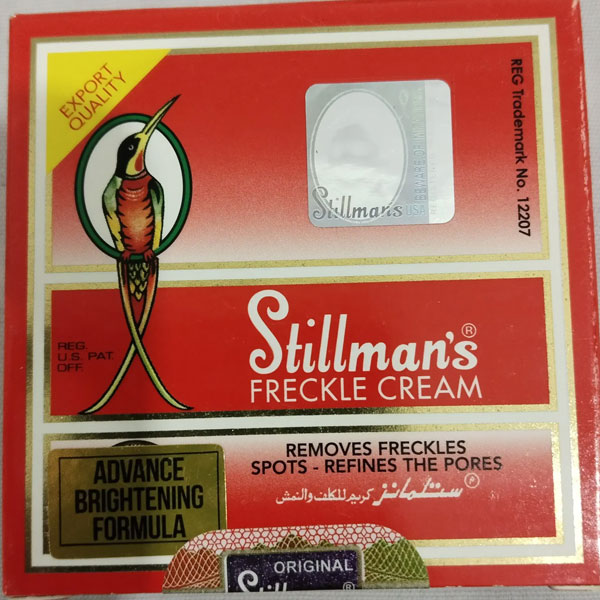 EXPORT
QUALITY
REG Trademark No. 12207
Stillman's
REG.
U.S. PAT.
OFF.
Stillman's®
FRECKLE CREAM
REMOVES FRECKLES
SPOTS - REFINES THE PORES
ستلمانز كريم للكلف والنمش
ADVANCE
BRIGHTENING
FORMULA
ORIGINAL